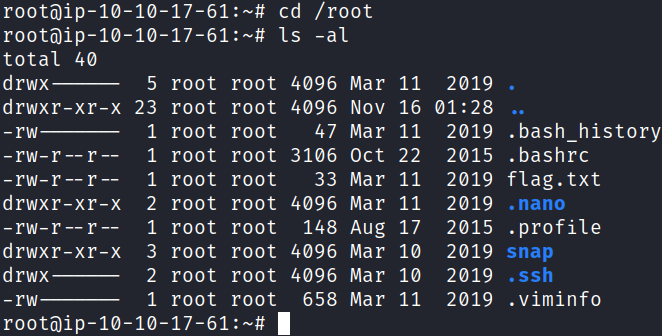 root@ip-10-10-17-61:~# cd /root
root@ip-10-10-17-61:~# ls -al
total 40
drwx------  5 root root 4096 Mar 11  2019 .
drwxr-xr-x 23 root root 4096 Nov 16 01:28 ..
-rw-------  1 root root   47 Mar 11  2019 .bash_history
-rw-r--r--  1 root root 3106 Oct 22  2015 .bashrc
-rw-r--r--  1 root root   33 Mar 11  2019 flag.txt
drwxr-xr-x  2 root root 4096 Mar 11  2019 .nano
-rw-r--r--  1 root root  148 Aug 17  2015 .profile
drwxr-xr-x  3 root root 4096 Mar 10  2019 snap
drwx------  2 root root 4096 Mar 10  2019 .ssh
-rw-------  1 root root  658 Mar 11  2019 .viminfo
root@ip-10-10-17-61:~#